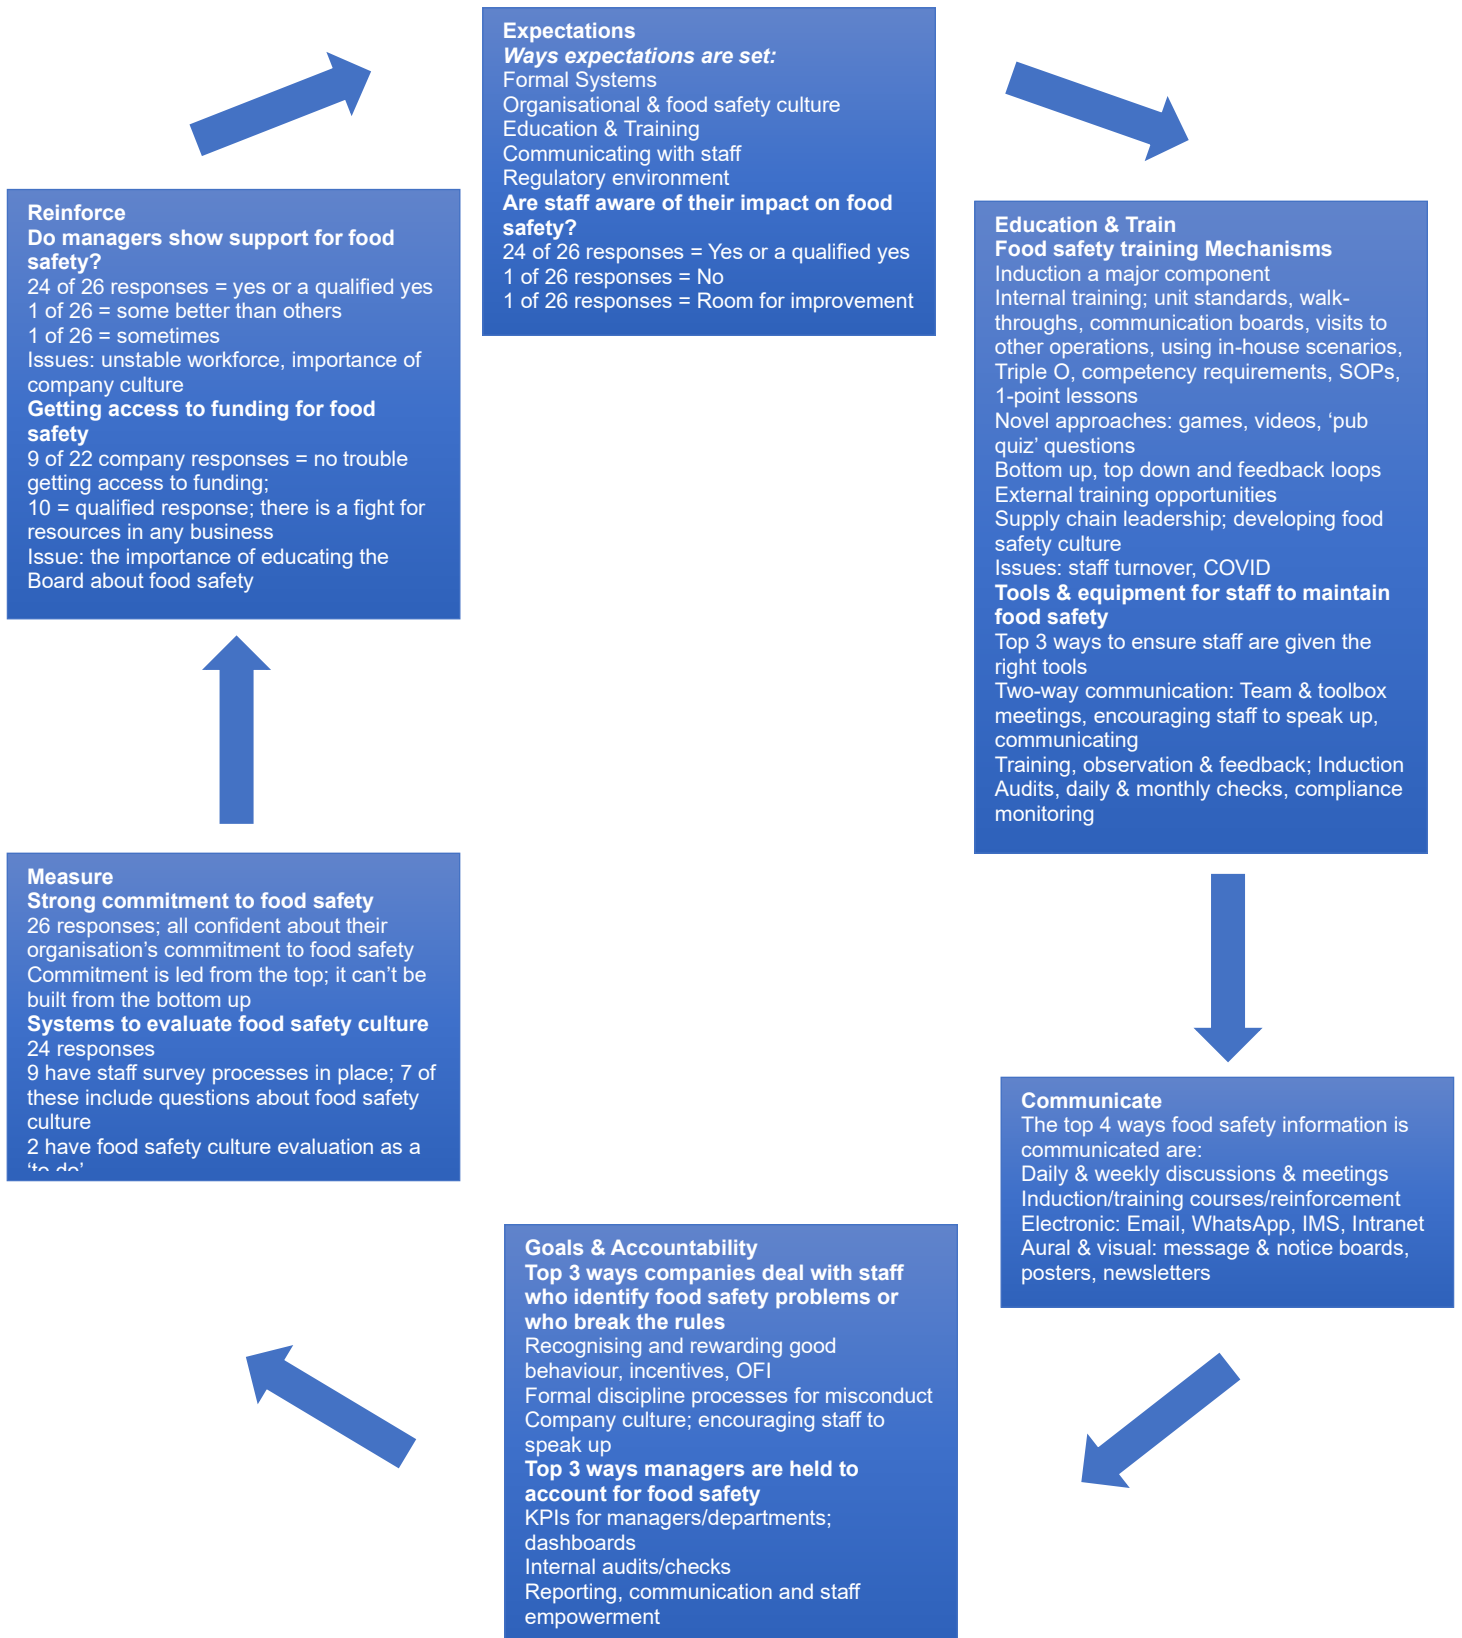 Expectations
Ways expectations are set:
Formal Systems
Organisational & food safety culture
Education & Training
Communicating with staff
Regulatory environment
Are staff aware of their impact on food
safety?
24 of 26 responses = Yes or a qualified yes
1 of 26 responses = No
1 of 26 responses = Room for improvement
Education & Train
Food safety training Mechanisms
Induction a major component
Internal training; unit standards, walk-
throughs, communication boards, visits to
other operations, using in-house scenarios,
Triple O, competency requirements, SOPs,
1-point lessons
Novel approaches: games, videos, ‘pub
quiz’ questions
Bottom up, top down and feedback loops
External training opportunities
Supply chain leadership; developing food
safety culture
Issues: staff turnover, COVID
Tools & equipment for staff to maintain
food safety
Top 3 ways to ensure staff are given the
right tools
Two-way communication: Team & toolbox
meetings, encouraging staff to speak up,
communicating
Training, observation & feedback; Induction
Audits, daily & monthly checks, compliance
monitoring
Communicate
The top 4 ways food safety information is
communicated are:
Daily & weekly discussions & meetings
Induction/training courses/reinforcement
Electronic: Email, WhatsApp, IMS, Intranet
Aural & visual: message & notice boards,
posters, newsletters
Goals & Accountability
Top 3 ways companies deal with staff
who identify food safety problems or
who break the rules
Recognising and rewarding good
behaviour, incentives, OFI
Formal discipline processes for misconduct
Company culture; encouraging staff to
speak up
Top 3 ways managers are held to
account for food safety
KPIs for managers/departments;
dashboards
Internal audits/checks
Reporting, communication and staff
empowerment
Measure
Strong commitment to food safety
26 responses; all confident about their
organisation’s commitment to food safety
Commitment is led from the top; it can’t be
built from the bottom up
Systems to evaluate food safety culture
24 responses
9 have staff survey processes in place; 7 of
these include questions about food safety
culture
2 have food safety culture evaluation as a
‘to do’
Reinforce
Do managers show support for food
safety?
24 of 26 responses = yes or a qualified yes
1 of 26 = some better than others
1 of 26 = sometimes
Issues: unstable workforce, importance of
company culture
Getting access to funding for food
safety
9 of 22 company responses = no trouble
getting access to funding;
10 = qualified response; there is a fight for
resources in any business
Issue: the importance of educating the
Board about food safety